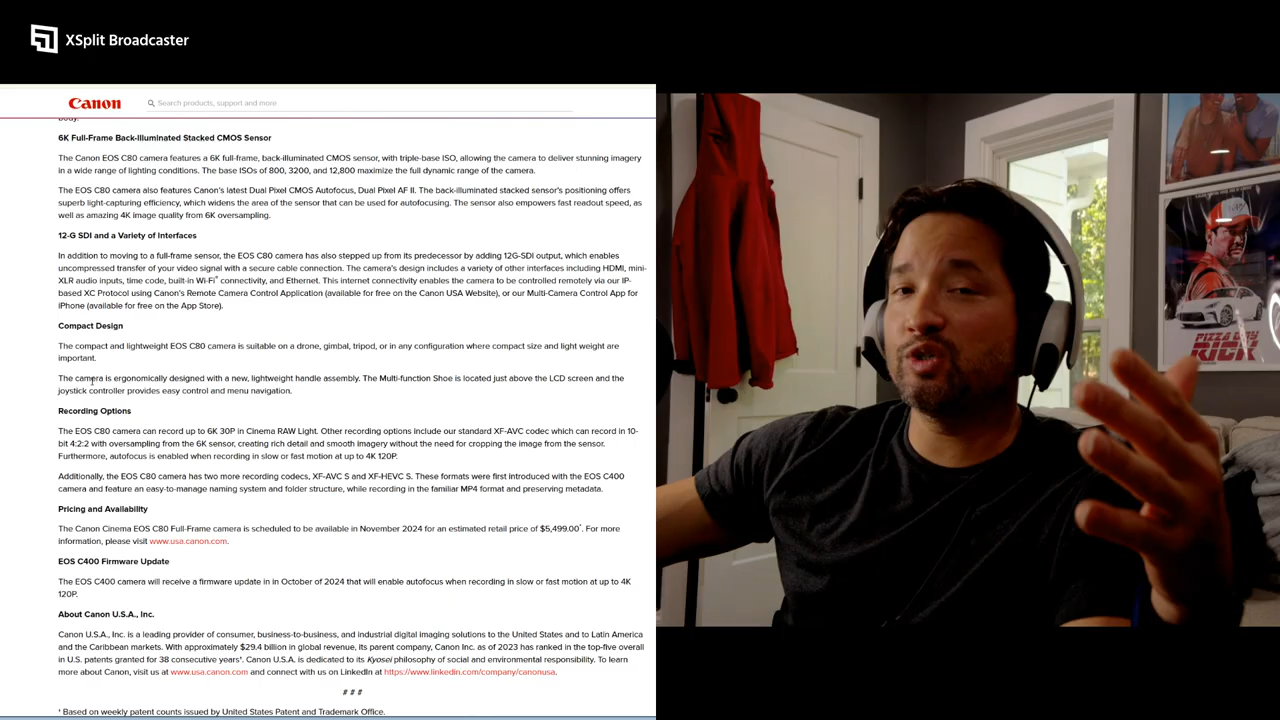 XSplit Broadcaster
Canon
Search products, support and more
body.
6K Full-Frame Back-Illuminated Stacked CMOS Sensor
The Canon EOS C80 camera features a 6K full-frame, back-illuminated CMOS sensor, with triple-base ISO, allowing the camera to deliver stunning imagery
in a wide range of lighting conditions. The base ISOs of 800, 3200, and 12,800 maximize the full dynamic range of the camera.
The EOS C80 camera also features Canon's latest Dual Pixel CMOS Autofocus, Dual Pixel AF II. The back-illuminated stacked sensor's positioning offers
superb light-capturing efficiency, which widens the area of the sensor that can be used for autofocusing. The sensor also empowers fast readout speed, as
well as amazing 4K image quality from 6K oversampling.
12-G SDI and a Variety of Interfaces
In addition to moving to a full-frame sensor, the EOS C80 camera has also stepped up from its predecessor by adding 12G-SDI output, which enables
uncompressed transfer of your video signal with a secure cable connection. The camera's design includes a variety of other interfaces including HDMI, mini-
XLR audio inputs, time code, built-in Wi-Fi® connectivity, and Ethernet. This internet connectivity enables the camera to be controlled remotely via our IP-
based XC Protocol using Canon's Remote Camera Control Application (available for free on the Canon USA Website), or our Multi-Camera Control App for
iPhone (available for free on the App Store).
Compact Design
The compact and lightweight EOS C80 camera is suitable on a drone, gimbal, tripod, or in any configuration where compact size and light weight are
important.
The camera is ergonomically designed with a new, lightweight handle assembly. The Multi-function Shoe is located just above the LCD screen and the
joystick controller provides easy control and menu navigation.
Recording Options
The EOS C80 camera can record up to 6K 30P in Cinema RAW Light. Other recording options include our standard XF-AVC codec which can record in 10-
bit 4:2:2 with oversampling from the 6K sensor, creating rich detail and smooth imagery without the need for cropping the image from the sensor.
Furthermore, autofocus is enabled when recording in slow or fast motion at up to 4K 120P.
Additionally, the EOS C80 camera has two more recording codecs, XF-AVC S and XF-HEVC S. These formats were first introduced with the EOS C400
camera and feature an easy-to-manage naming system and folder structure, while recording in the familiar MP4 format and preserving metadata.
Pricing and Availability
The Canon Cinema EOS C80 Full-Frame camera is scheduled to be available in November 2024 for an estimated retail price of $5,499.00*. For more
information, please visit www.usa.canon.com.
EOS C400 Firmware Update
The EOS C400 camera will receive a firmware update in in October of 2024 that will enable autofocus when recording in slow or fast motion at up to 4K
120P.
About Canon U.S.A., Inc.
Canon U.S.A., Inc. is a leading provider of consumer, business-to-business, and industrial digital imaging solutions to the United States and to Latin America
and the Caribbean markets. With approximately $29.4 billion in global revenue, its parent company, Canon Inc. as of 2023 has ranked in the top-five overall
in U.S. patents granted for 38 consecutive years†. Canon U.S.A. is dedicated to its Kyosei philosophy of social and environmental responsibility. To learn
more about Canon, visit us at www.usa.canon.com and connect with us on LinkedIn at https://www.linkedin.com/company/canonusa.
# # #
† Based on weekly patent counts issued by United States Patent and Trademark Office.
PIZZA BOY
RICK